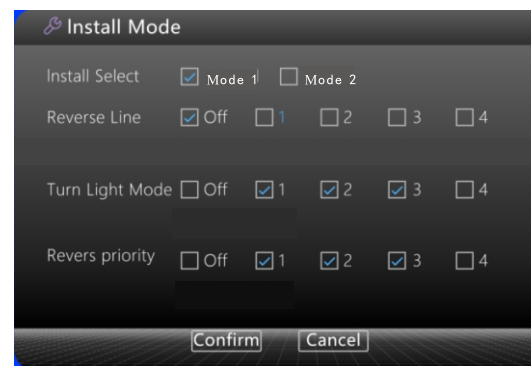 Install Mode
Install Select Mode 1 Mode 2
Reverse Line Off 1 2 3 4
Turn Light Mode Off 1 2 3 4
Revers priority Off 1 2 3 4
Confirm Cancel